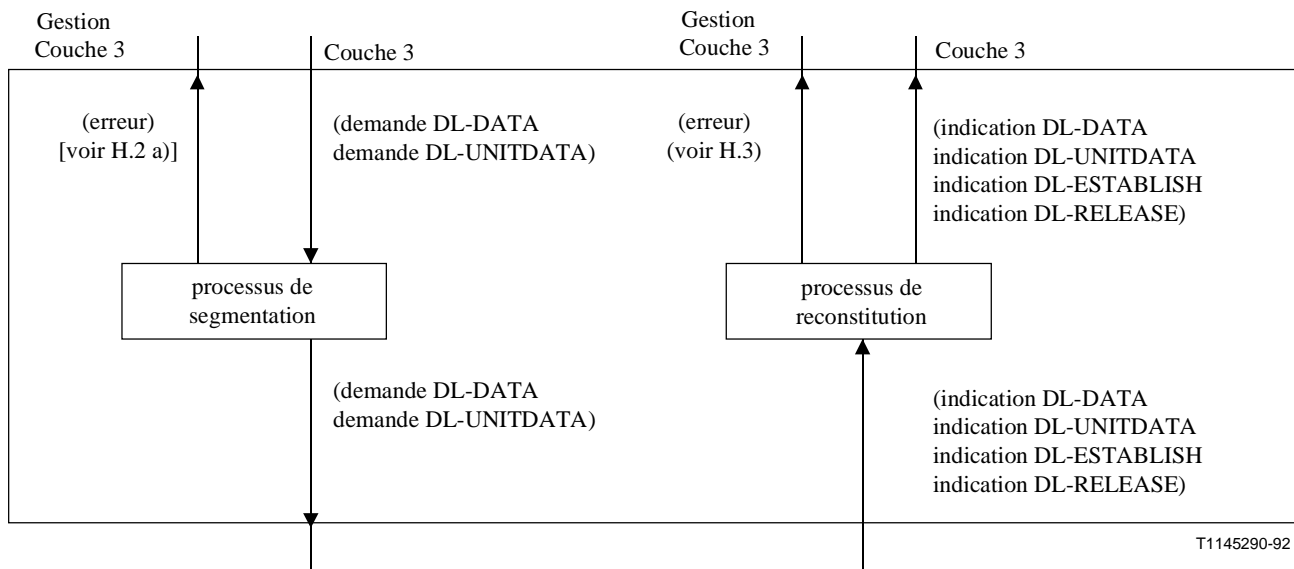 Gestion
Couche 3
Couche 3
Gestion
Couche 3
Couche 3
(erreur)
[voir H.2 a)]
(demande DL-DATA
demande DL-UNITDATA)
(erreur)
(voir H.3)
(indication DL-DATA
indication DL-UNITDATA
indication DL-ESTABLISH
indication DL-RELEASE)
processus de
segmentation
processus de
reconstitution
(demande DL-DATA
demande DL-UNITDATA)
(indication DL-DATA
indication DL-UNITDATA
indication DL-ESTABLISH
indication DL-RELEASE)
T1145290-92